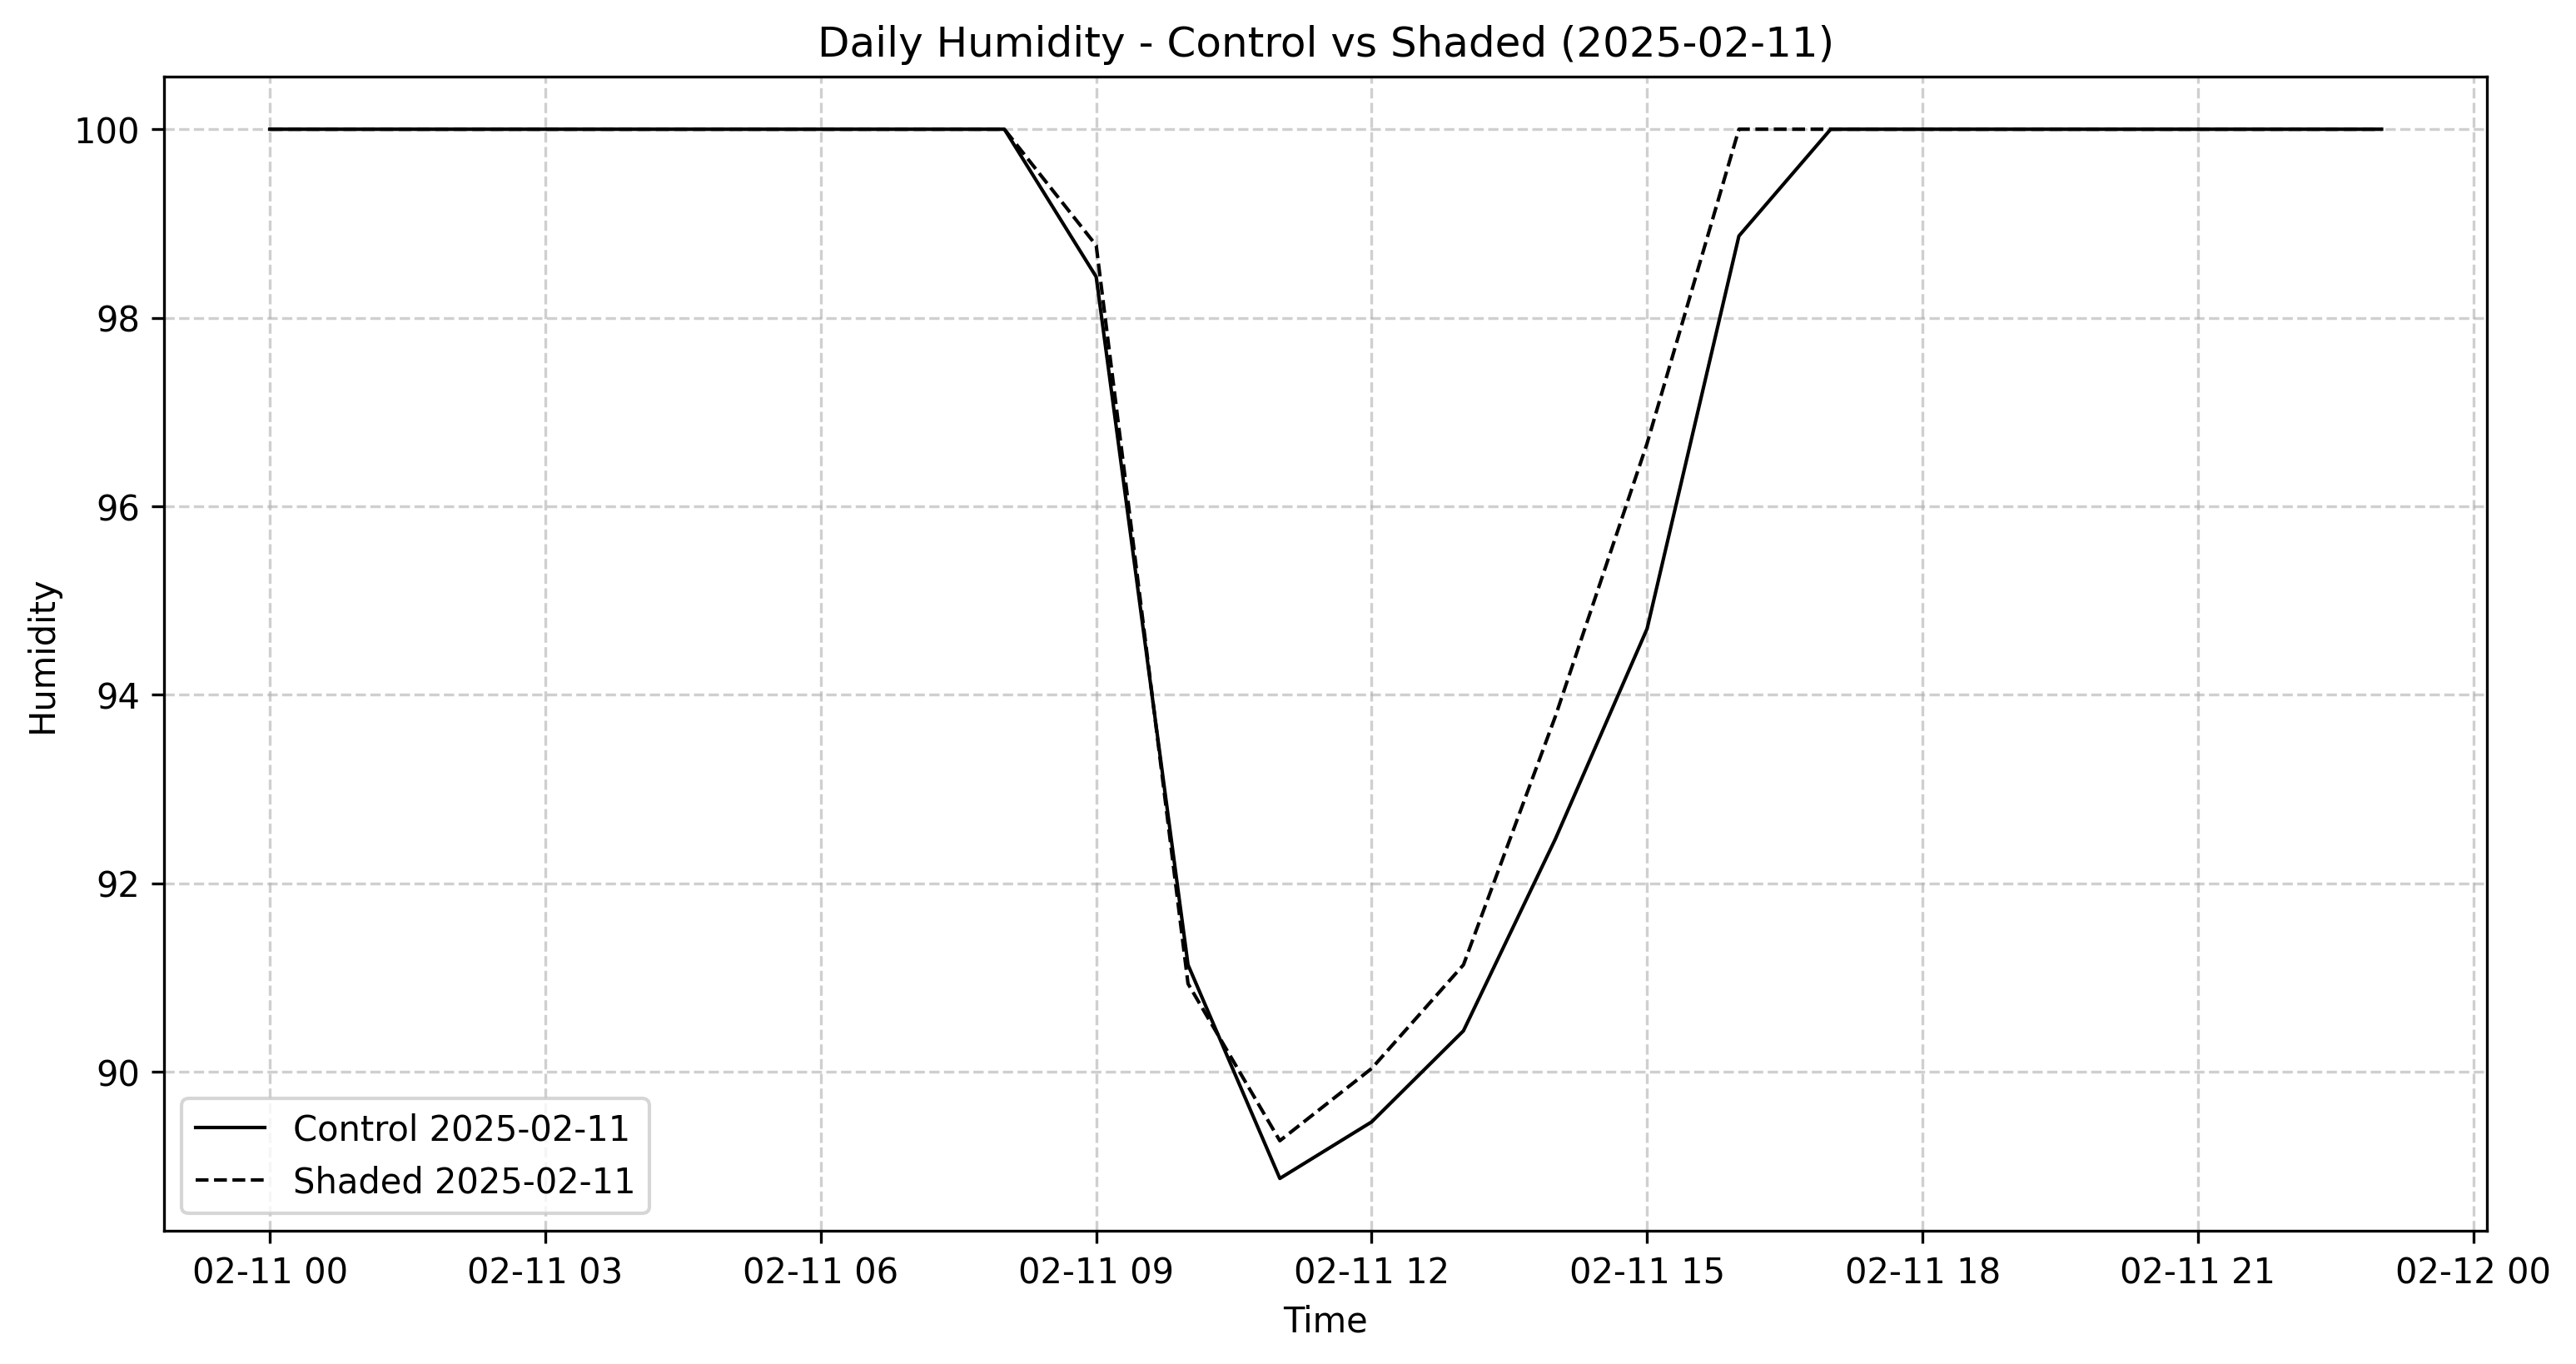 Daily Humidity - Control vs Shaded (2025-02-11)
100
98
96
94
92
90
Humidity
Control 2025-02-11
Shaded 2025-02-11
02-11 00 02-11 03 02-11 06 02-11 09 02-11 12 02-11 15 02-11 18 02-11 21 02-12 00
Time